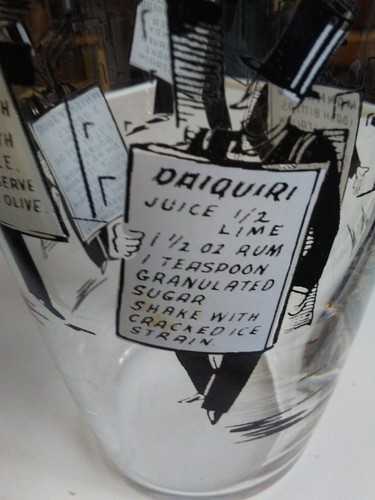 DAIQUIRI
JUICE 1/2
LIME
1 1/2 OZ RUM
1 TEASPOON
GRANULATED
SUGAR
SHAKE WITH
CRACKED ICE
STRAIN.
SERVE
OLIVE.